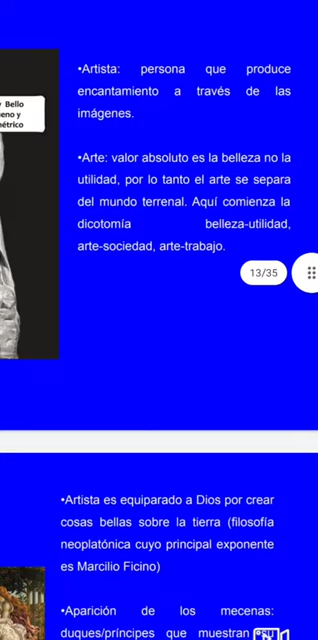 y Bello
eno y
étrico
•Artista: persona que produce
encantamiento a través de las
imágenes.
•Arte: valor absoluto es la belleza no la
utilidad, por lo tanto el arte se separa
del mundo terrenal. Aquí comienza la
dicotomía belleza-utilidad,
arte-sociedad, arte-trabajo.
13/35
•Artista es equiparado a Dios por crear
cosas bellas sobre la tierra (filosofía
neoplatónica cuyo principal exponente
es Marcilio Ficino)
•Aparición de los mecenas:
duques/príncipes que muestran su